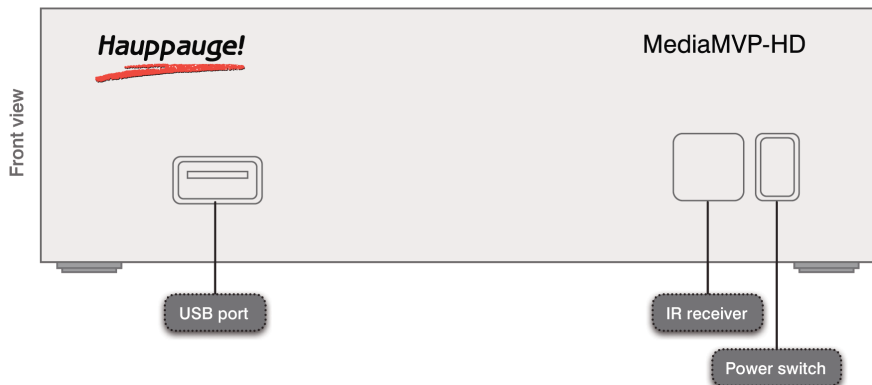 Hauppauge!
MediaMVP-HD
Front view
USB port
IR receiver
Power switch